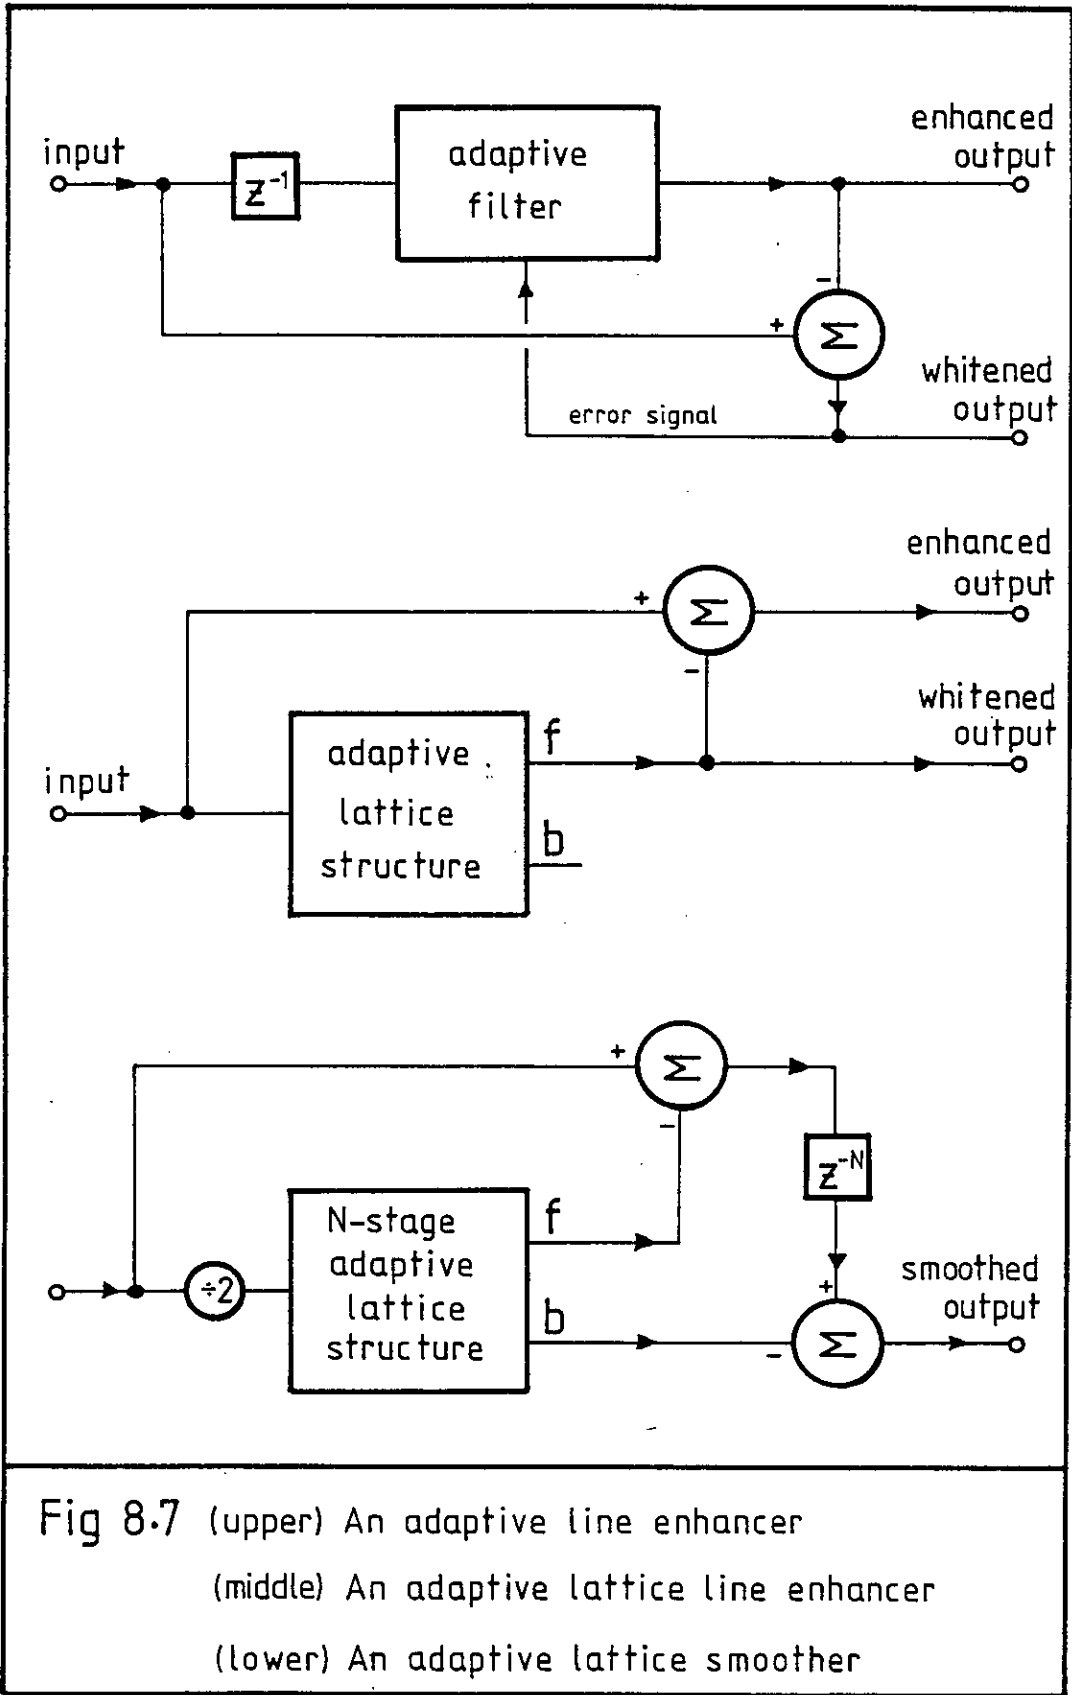 enhanced
output
input
adaptive
filter
z⁻¹
−
+
Σ
whitened
output
error signal
enhanced
output
+
Σ
−
whitened
output
f
adaptive
lattice
structure
input
b
+
Σ
−
z⁻ᴺ
N-stage
adaptive
lattice
structure
f
÷2
b
smoothed
output
+
−
Σ
Fig 8.7 (upper) An adaptive line enhancer
(middle) An adaptive lattice line enhancer
(lower) An adaptive lattice smoother